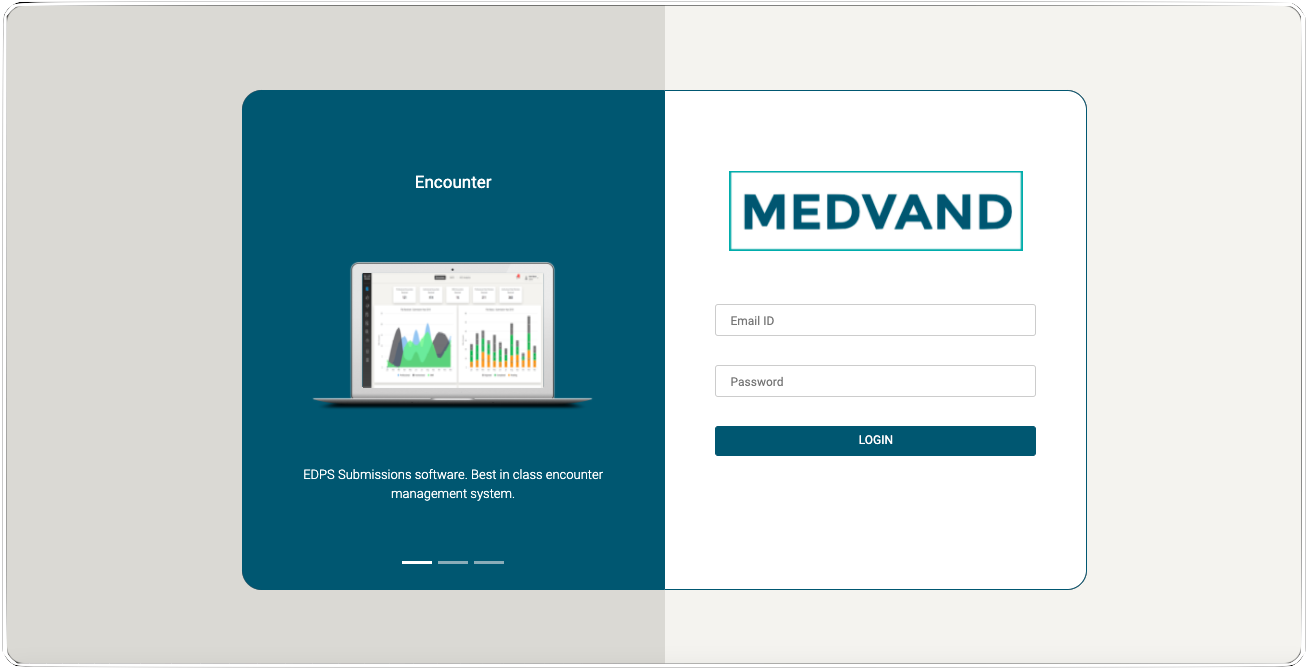 Encounter
EDPS Submissions software. Best in class encounter
management system.
MEDVAND
Email ID
Password
LOGIN